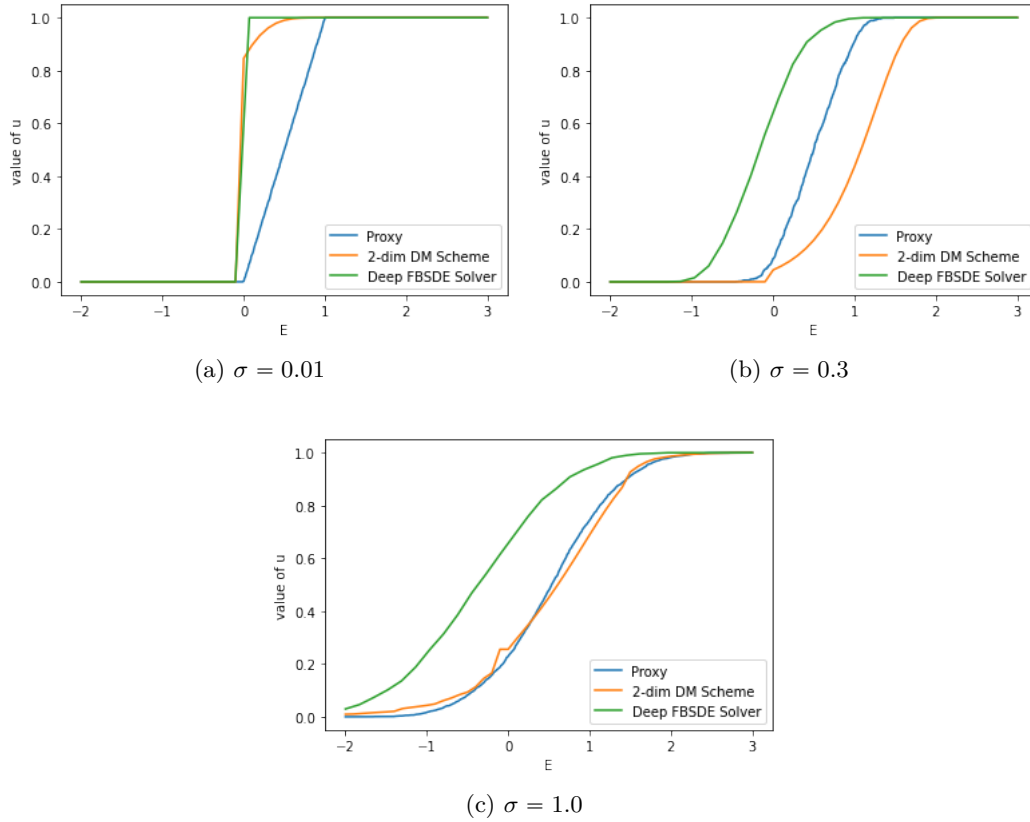 1.0
0.8
0.6
0.4
0.2
0.0
value of u
Proxy
2-dim DM Scheme
Deep FBSDE Solver
−2 −1 0 1 2 3
E
(a) σ = 0.01
1.0
0.8
0.6
0.4
0.2
0.0
value of u
Proxy
2-dim DM Scheme
Deep FBSDE Solver
−2 −1 0 1 2 3
E
(b) σ = 0.3
1.0
0.8
0.6
0.4
0.2
0.0
value of u
Proxy
2-dim DM Scheme
Deep FBSDE Solver
−2 −1 0 1 2 3
E
(c) σ = 1.0